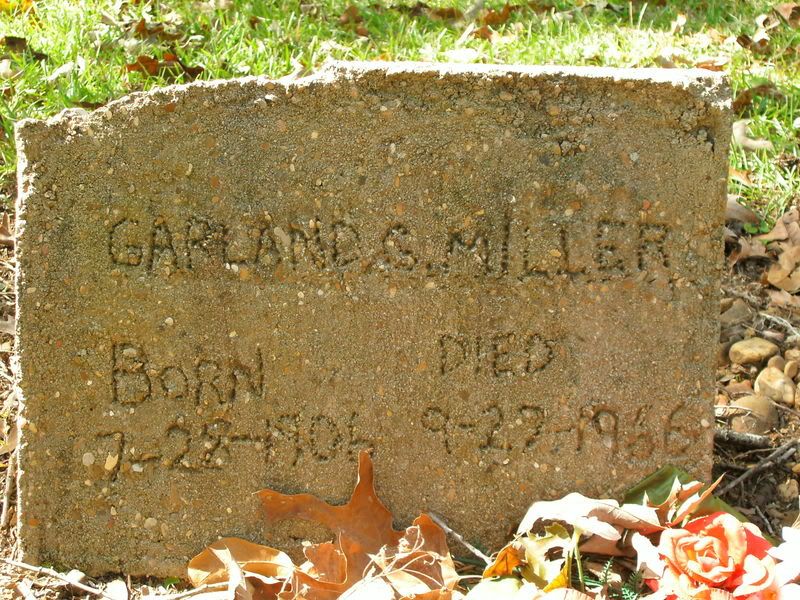 GARLAND S. MILLER
BORN DIED
7-28-1906 9-27-1966